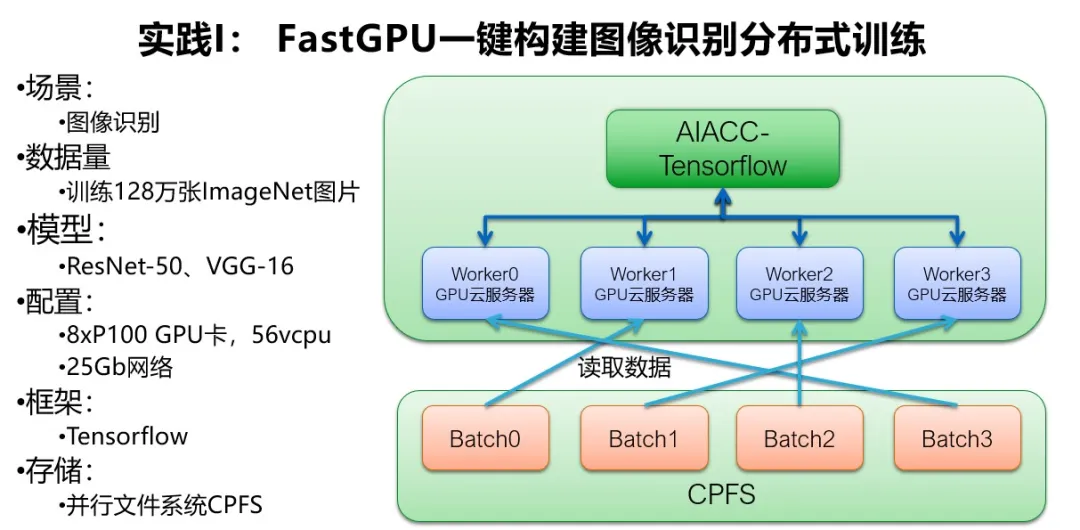 实践I： FastGPU一键构建图像识别分布式训练
•场景：
•图像识别
•数据量
•训练128万张ImageNet图片
•模型：
•ResNet-50、VGG-16
•配置：
•8xP100 GPU卡，56vcpu
•25Gb网络
•框架：
•Tensorflow
•存储：
•并行文件系统CPFS
AIACC-
Tensorflow
Worker0
GPU云服务器
Worker1
GPU云服务器
Worker2
GPU云服务器
Worker3
GPU云服务器
读取数据
Batch0
Batch1
Batch2
Batch3
CPFS